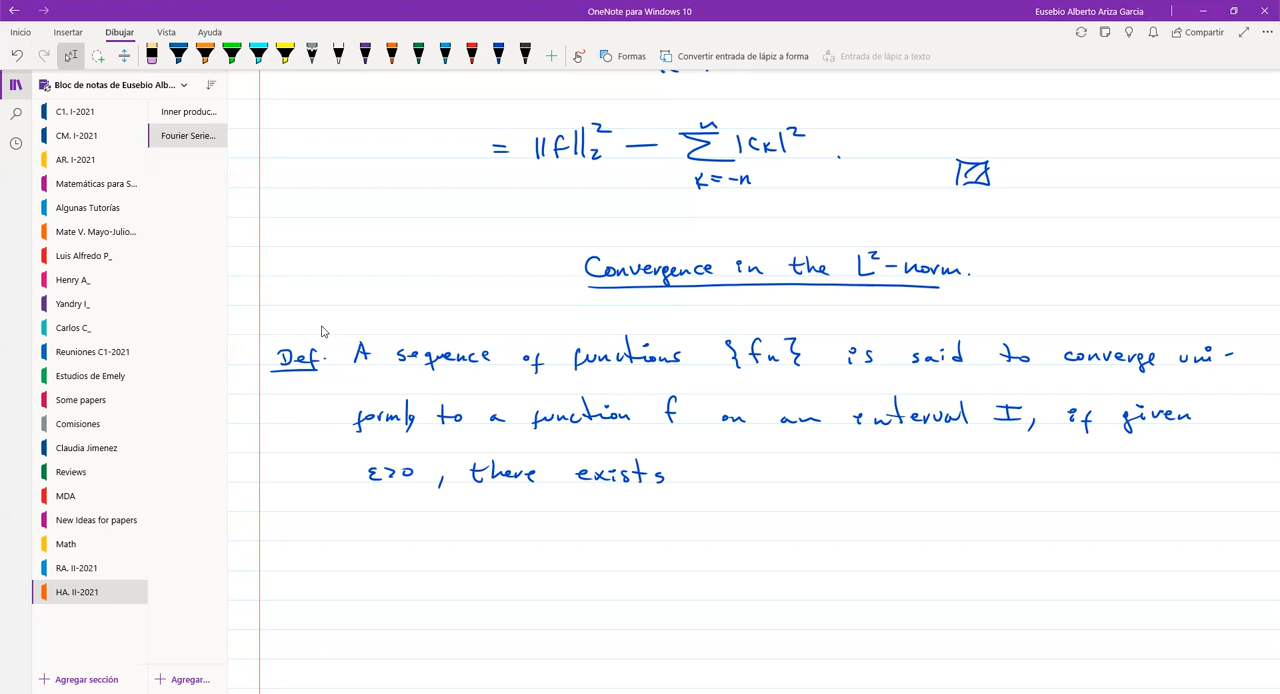 OneNote para Windows 10
Eusebio Alberto Ariza Garcia
Inicio Insertar Dibujar Vista Ayuda
Compartir
Formas
Convertir entrada de lápiz a forma
Entrada de lápiz a texto
Bloc de notas de Eusebio Alb...
C1. I-2021
CM. I-2021
AR. I-2021
Matemáticas para S...
Algunas Tutorías
Mate V. Mayo-Julio...
Luis Alfredo P_
Henry A_
Yandry I_
Carlos C_
Reuniones C1-2021
Estudios de Emely
Some papers
Comisiones
Claudia Jimenez
Reviews
MDA
New Ideas for papers
Math
RA. II-2021
HA. II-2021
Agregar sección
Inner produc...
Fourier Serie...
Agregar...
= ||f||₂² — Σ |cₖ|² .
n
k=-n
Convergence in the L²-norm.
Def. A sequence of functions {fn} is said to converge uni-
formly to a function f on an interval I, if given
ε>0, there exists